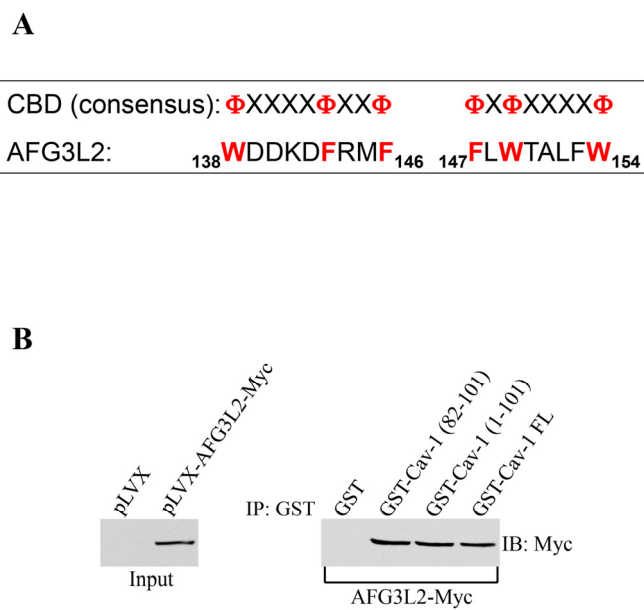 A
CBD (consensus): ΦXXXXΦXXΦ ΦXΦXXXXΦ
AFG3L2: 138WDDKDFRMF146 147FLWTALFW154
B
pLVX
pLVX-AFG3L2-Myc
IP: GST
GST
GST-Cav-1 (82-101)
GST-Cav-1 (1-101)
GST-Cav-1 FL
IB: Myc
Input
AFG3L2-Myc